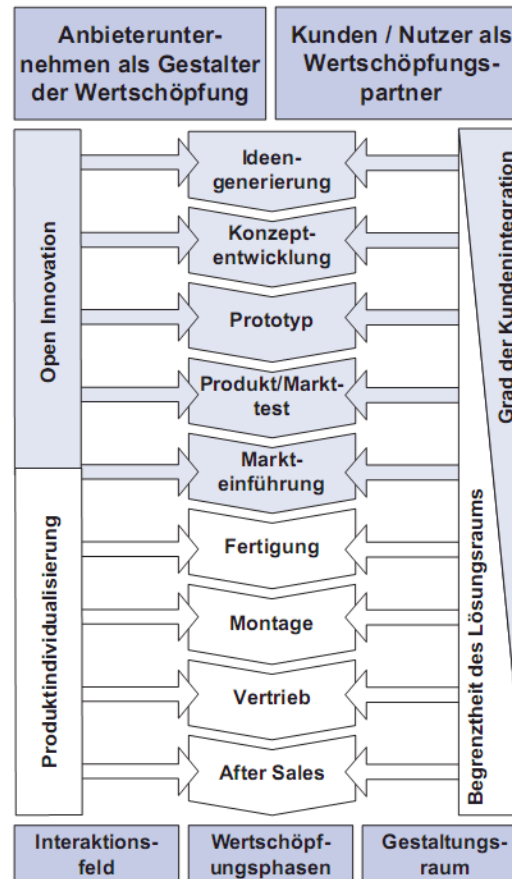 Anbieterunter-
nehmen als Gestalter
der Wertschöpfung
Kunden / Nutzer als
Wertschöpfungs-
partner
Open Innovation
Produktindividualisierung
Ideen-
generierung
Konzept-
entwicklung
Prototyp
Produkt/Markt-
test
Markt-
einführung
Fertigung
Montage
Vertrieb
After Sales
Grad der Kundenintegration
Begrenztheit des Lösungsraums
Interaktions-
feld
Wertschöpf-
ungsphasen
Gestaltungs-
raum